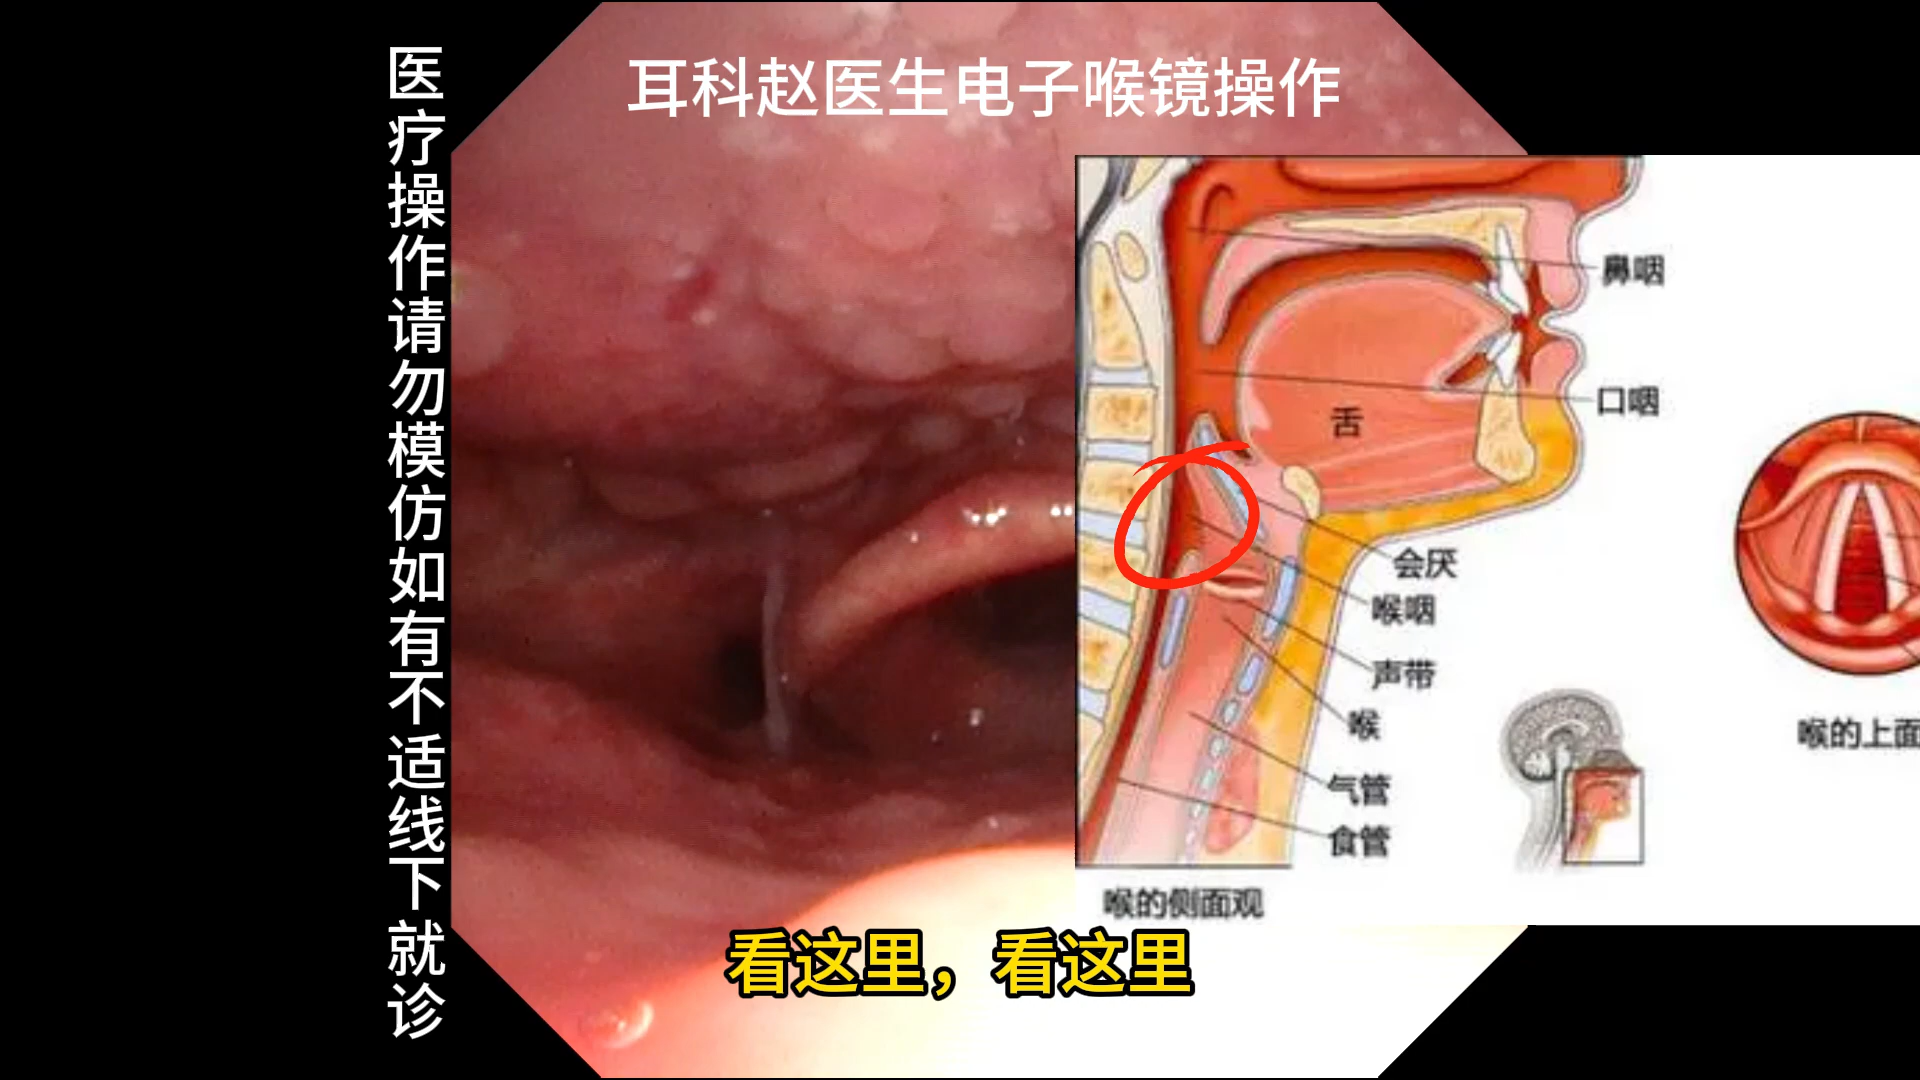 医疗操作请勿模仿如有不适线下就诊
耳科赵医生电子喉镜操作
鼻咽
口咽
舌
会厌
喉咽
声带
喉
气管
食管
喉的侧面观
喉的上面
看这里，看这里